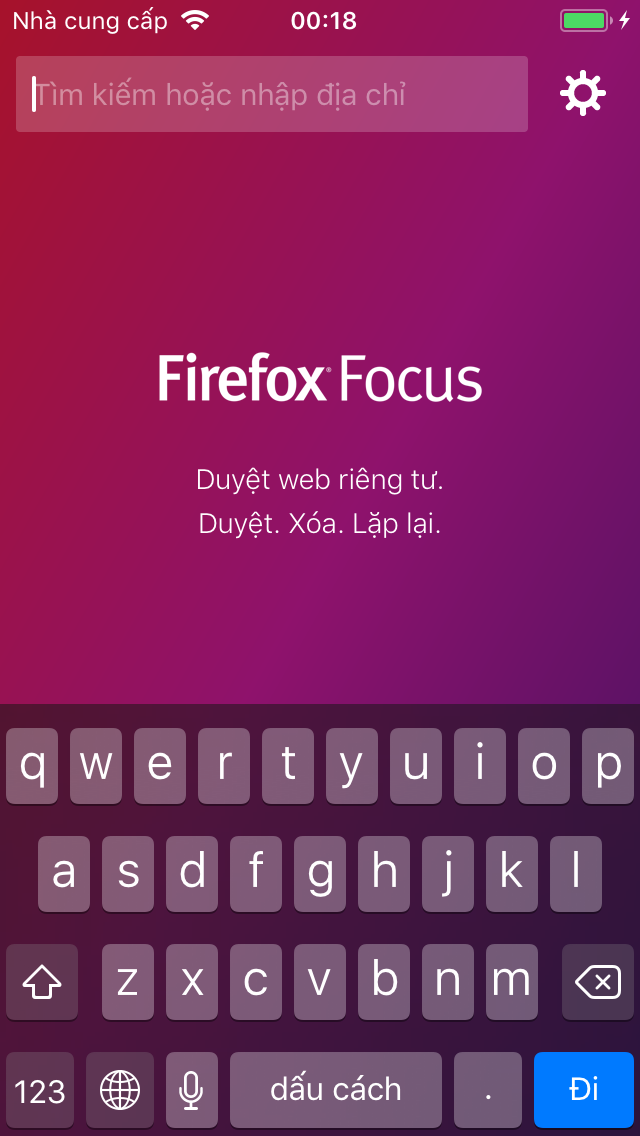 Nhà cung cấp 00:18
Tìm kiếm hoặc nhập địa chỉ
Firefox® Focus
Duyệt web riêng tư.
Duyệt. Xóa. Lặp lại.
q w e r t y u i o p
a s d f g h j k l
z x c v b n m
123 dấu cách . Đi